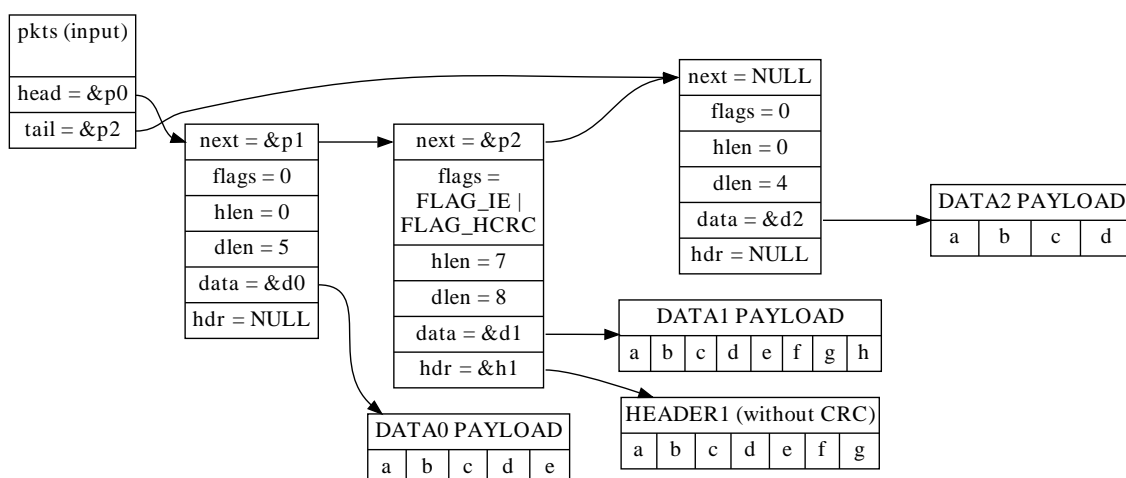 pkts (input)
head = &p0
tail = &p2
next = &p1
flags = 0
hlen = 0
dlen = 5
data = &d0
hdr = NULL
next = &p2
flags =
FLAG_IE |
FLAG_HCRC
hlen = 7
dlen = 8
data = &d1
hdr = &h1
next = NULL
flags = 0
hlen = 0
dlen = 4
data = &d2
hdr = NULL
DATA2 PAYLOAD
a b c d
DATA1 PAYLOAD
a b c d e f g h
HEADER1 (without CRC)
a b c d e f g
DATA0 PAYLOAD
a b c d e